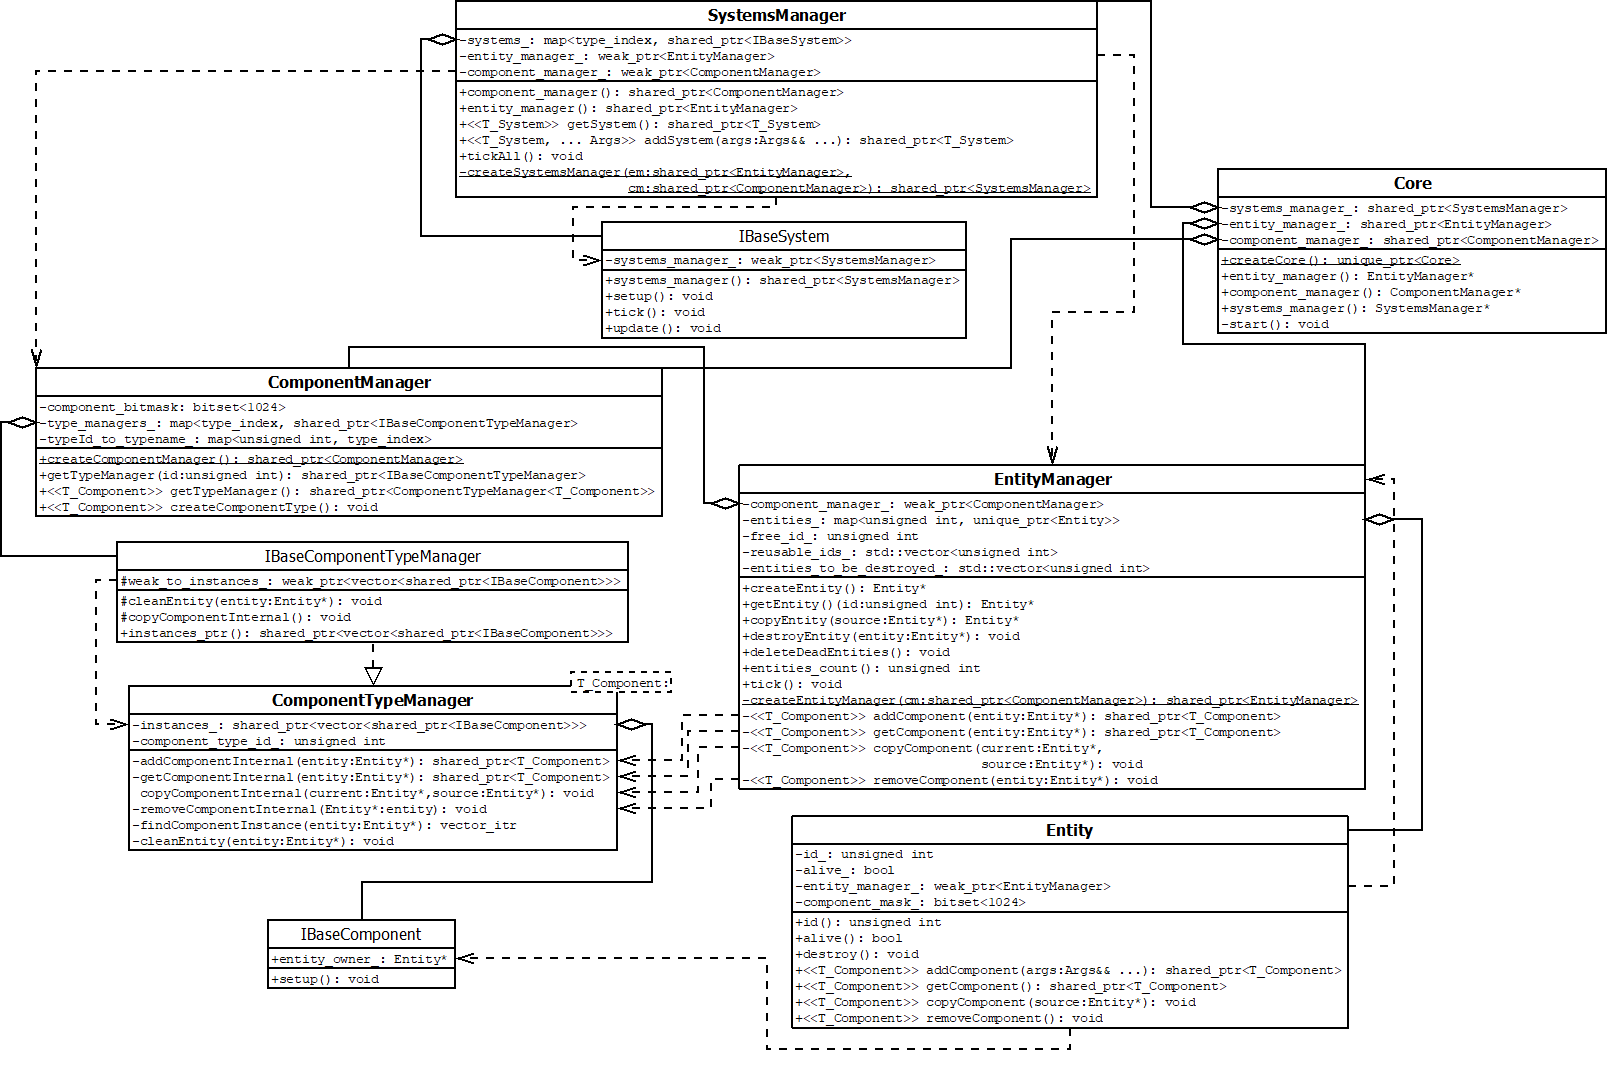 SystemsManager
-systems_: map<type_index, shared_ptr<IBaseSystem>>
-entity_manager_: weak_ptr<EntityManager>
-component_manager_: weak_ptr<ComponentManager>
+component_manager(): shared_ptr<ComponentManager>
+entity_manager(): shared_ptr<EntityManager>
+<<T_System>> getSystem(): shared_ptr<T_System>
+<<T_System, ... Args>> addSystem(args:Args&& ...): shared_ptr<T_System>
+tickAll(): void
-createSystemsManager(em:shared_ptr<EntityManager>,
cm:shared_ptr<ComponentManager>): shared_ptr<SystemsManager>
Core
-systems_manager_: shared_ptr<SystemsManager>
-entity_manager_: shared_ptr<EntityManager>
-component_manager_: shared_ptr<ComponentManager>
+createCore(): unique_ptr<Core>
+entity_manager(): EntityManager*
+component_manager(): ComponentManager*
+systems_manager(): SystemsManager*
-start(): void
IBaseSystem
-systems_manager_: weak_ptr<SystemsManager>
+systems_manager(): shared_ptr<SystemsManager>
+setup(): void
+tick(): void
+update(): void
ComponentManager
-component_bitmask: bitset<1024>
-type_managers_: map<type_index, shared_ptr<IBaseComponentTypeManager>
-typeId_to_typename_: map<unsigned int, type_index>
+createComponentManager(): shared_ptr<ComponentManager>
+getTypeManager(id:unsigned int): shared_ptr<IBaseComponentTypeManager>
+<<T_Component>> getTypeManager(): shared_ptr<ComponentTypeManager<T_Component>>
+<<T_Component>> createComponentType(): void
EntityManager
-component_manager_: weak_ptr<ComponentManager>
-entities_: map<unsigned int, unique_ptr<Entity>>
-free_id_: unsigned int
-reusable_ids_: std::vector<unsigned int>
-entities_to_be_destroyed_: std::vector<unsigned int>
+createEntity(): Entity*
+getEntity()(id:unsigned int): Entity*
+copyEntity(source:Entity*): Entity*
+destroyEntity(entity:Entity*): void
+deleteDeadEntities(): void
+entities_count(): unsigned int
+tick(): void
-createEntityManager(cm:shared_ptr<ComponentManager>): shared_ptr<EntityManager>
-<<T_Component>> addComponent(entity:Entity*): shared_ptr<T_Component>
-<<T_Component>> getComponent(entity:Entity*): shared_ptr<T_Component>
-<<T_Component>> copyComponent(current:Entity*,
source:Entity*): void
-<<T_Component>> removeComponent(entity:Entity*): void
IBaseComponentTypeManager
#weak_to_instances_: weak_ptr<vector<shared_ptr<IBaseComponent>>>
#cleanEntity(entity:Entity*): void
#copyComponentInternal(): void
+instances_ptr(): shared_ptr<vector<shared_ptr<IBaseComponent>>>
T_Component:
ComponentTypeManager
-instances_: shared_ptr<vector<shared_ptr<IBaseComponent>>>
-component_type_id_: unsigned int
-addComponentInternal(entity:Entity*): shared_ptr<T_Component>
-getComponentInternal(entity:Entity*): shared_ptr<T_Component>
copyComponentInternal(current:Entity*,source:Entity*): void
-removeComponentInternal(Entity*:entity): void
-findComponentInstance(entity:Entity*): vector_itr
-cleanEntity(entity:Entity*): void
Entity
-id_: unsigned int
-alive_: bool
-entity_manager_: weak_ptr<EntityManager>
-component_mask_: bitset<1024>
+id(): unsigned int
+alive(): bool
+destroy(): void
+<<T_Component>> addComponent(args:Args&& ...): shared_ptr<T_Component>
+<<T_Component>> getComponent(): shared_ptr<T_Component>
+<<T_Component>> copyComponent(source:Entity*): void
+<<T_Component>> removeComponent(): void
IBaseComponent
+entity_owner_: Entity*
+setup(): void